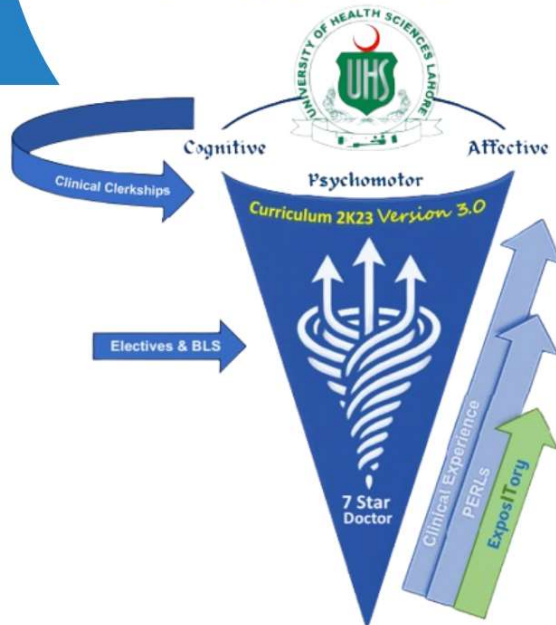 UNIVERSITY OF HEALTH SCIENCES LAHORE
UHS
Cognitive
Affective
Psychomotor
Clinical Clerkships
Curriculum 2K23 Version 3.0
Electives & BLS
7 Star
Doctor
Clinical Experience
PERLs
ExposITory